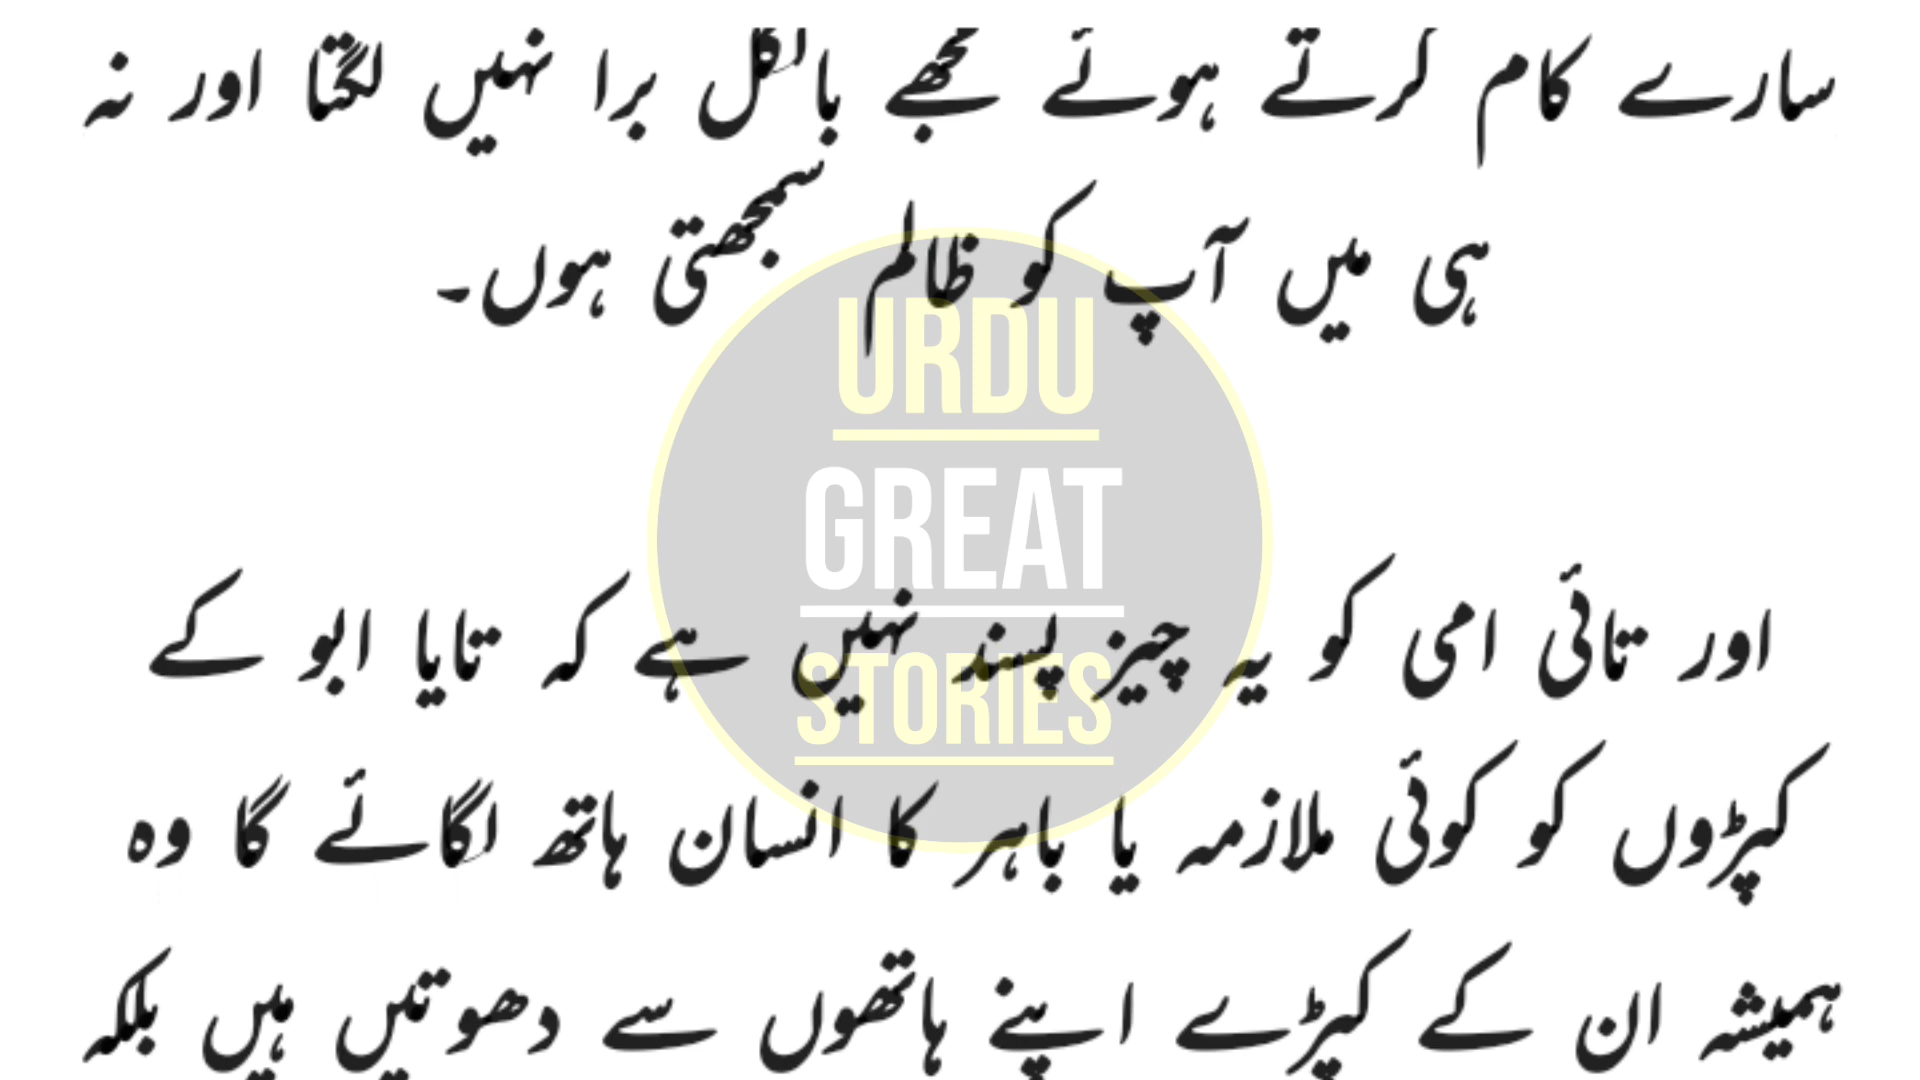 سارے کام کرتے ہوئے مجھے بالکل برا نہیں لگتا اور نہ
ہی میں آپ کو ظالم سمجھتی ہوں۔
URDU
GREAT
STORIES
اور تائی امی کو یہ چیز پسند نہیں ہے کہ تایا ابو کے
کپڑوں کو کوئی ملازمہ یا باہر کا انسان ہاتھ لگائے گا وہ
ہمیشہ ان کے کپڑے اپنے ہاتھوں سے دھوتیں ہیں بلکہ